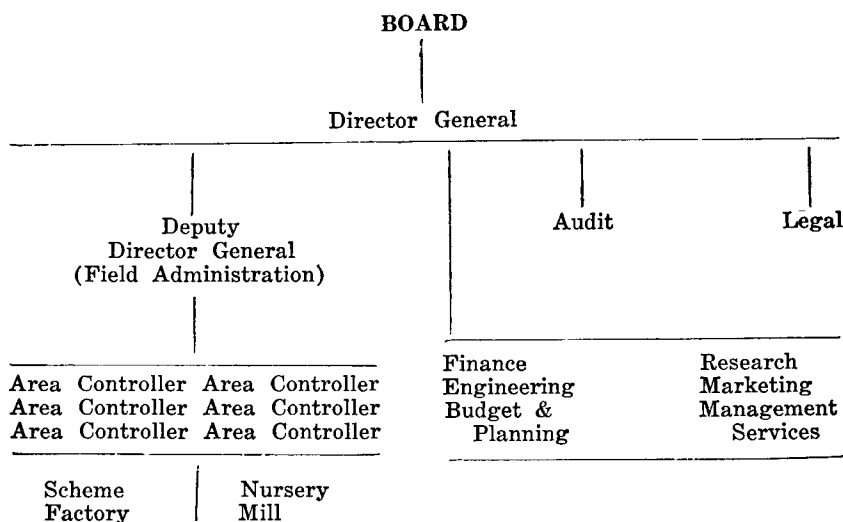 BOARD
Director General
Deputy
Director General
(Field Administration)
Audit
Legal
Area Controller Area Controller
Area Controller Area Controller
Area Controller Area Controller
Finance
Engineering
Budget &
Planning
Research
Marketing
Management
Services
Scheme
Factory
Nursery
Mill